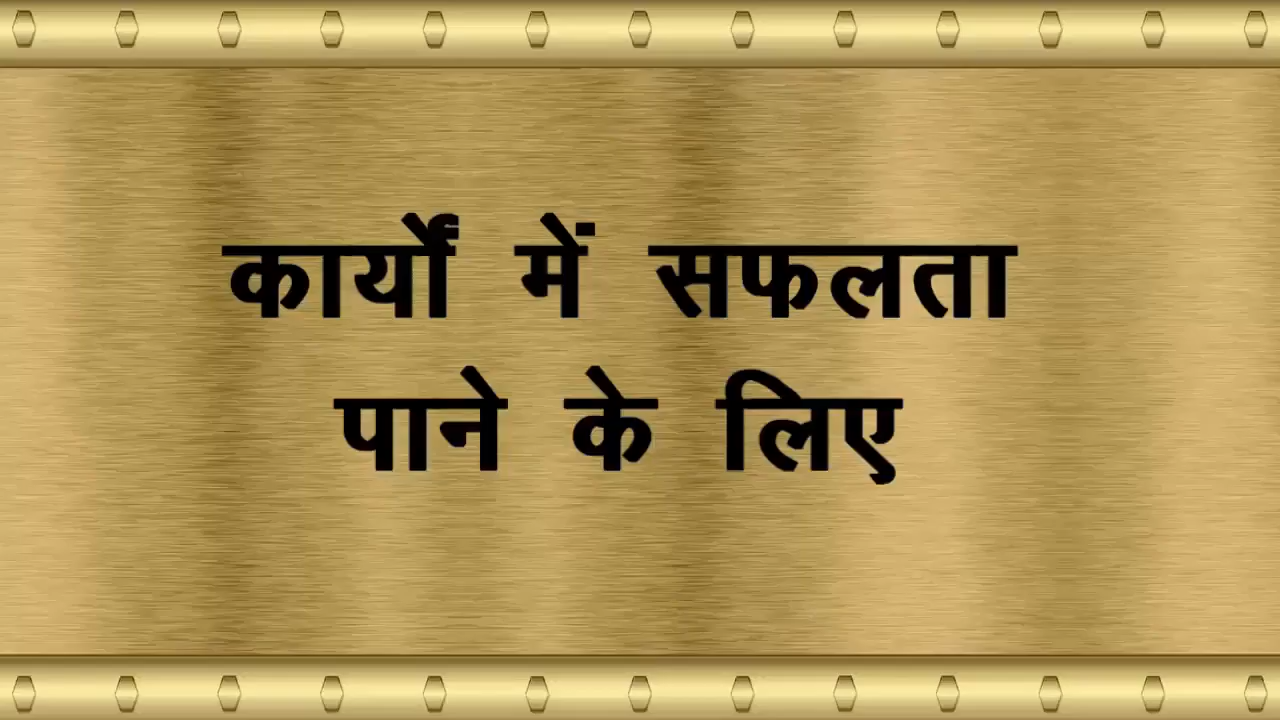 कार्यों में सफलता
पाने के लिए